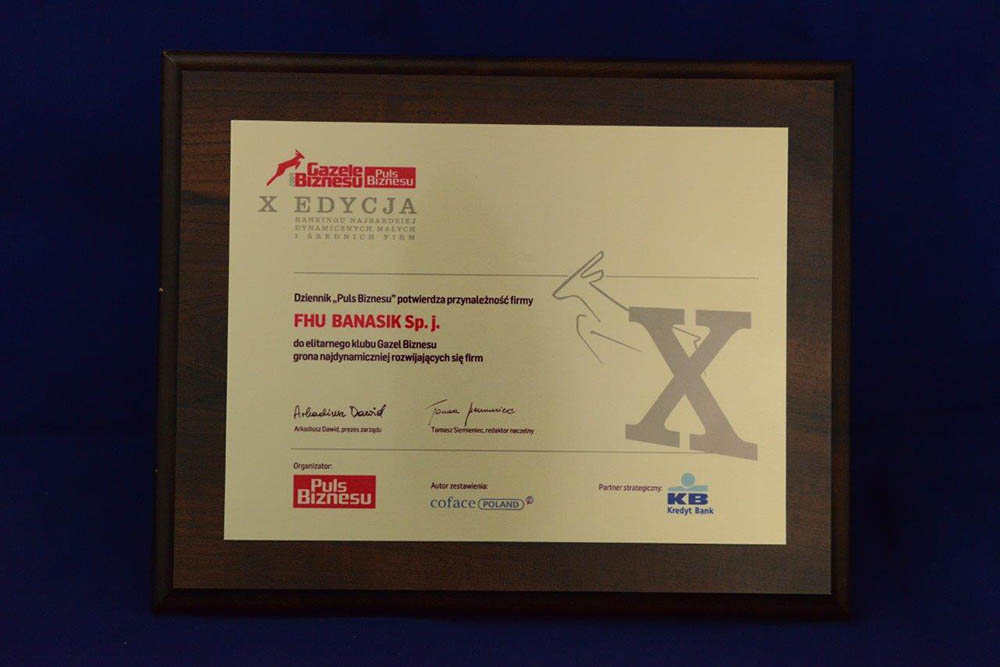 Gazele
Biznesu
Puls
Biznesu
X EDYCJA
RANKINGU NAJBARDZIEJ
DYNAMICZNYCH MAŁYCH
I ŚREDNICH FIRM
Dziennik „Puls Biznesu” potwierdza przynależność firmy
FHU BANASIK Sp. j.
do elitarnego klubu Gazel Biznesu
grona najdynamiczniej rozwijających się firm
X
Arkadiusz Dawid
Arkadiusz Dawid, prezes zarządu
Tomasz Siemieniec, redaktor naczelny
Organizator:
Puls
Biznesu
Autor zestawienia:
coface POLAND
Partner strategiczny:
KB
Kredyt Bank